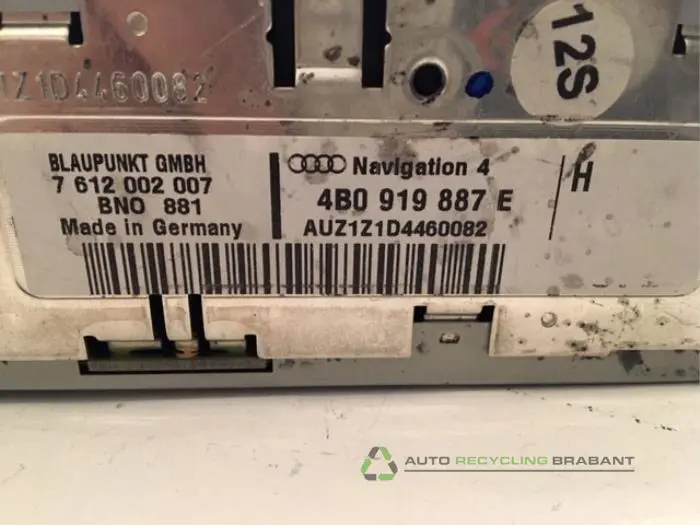 12S
1Z1D4460082
BLAUPUNKT GMBH
7 612 002 007
BNO 881
Made in Germany
Navigation 4
4B0 919 887 E
AUZ1Z1D4460082
H
AUTO RECYCLING BRABANT